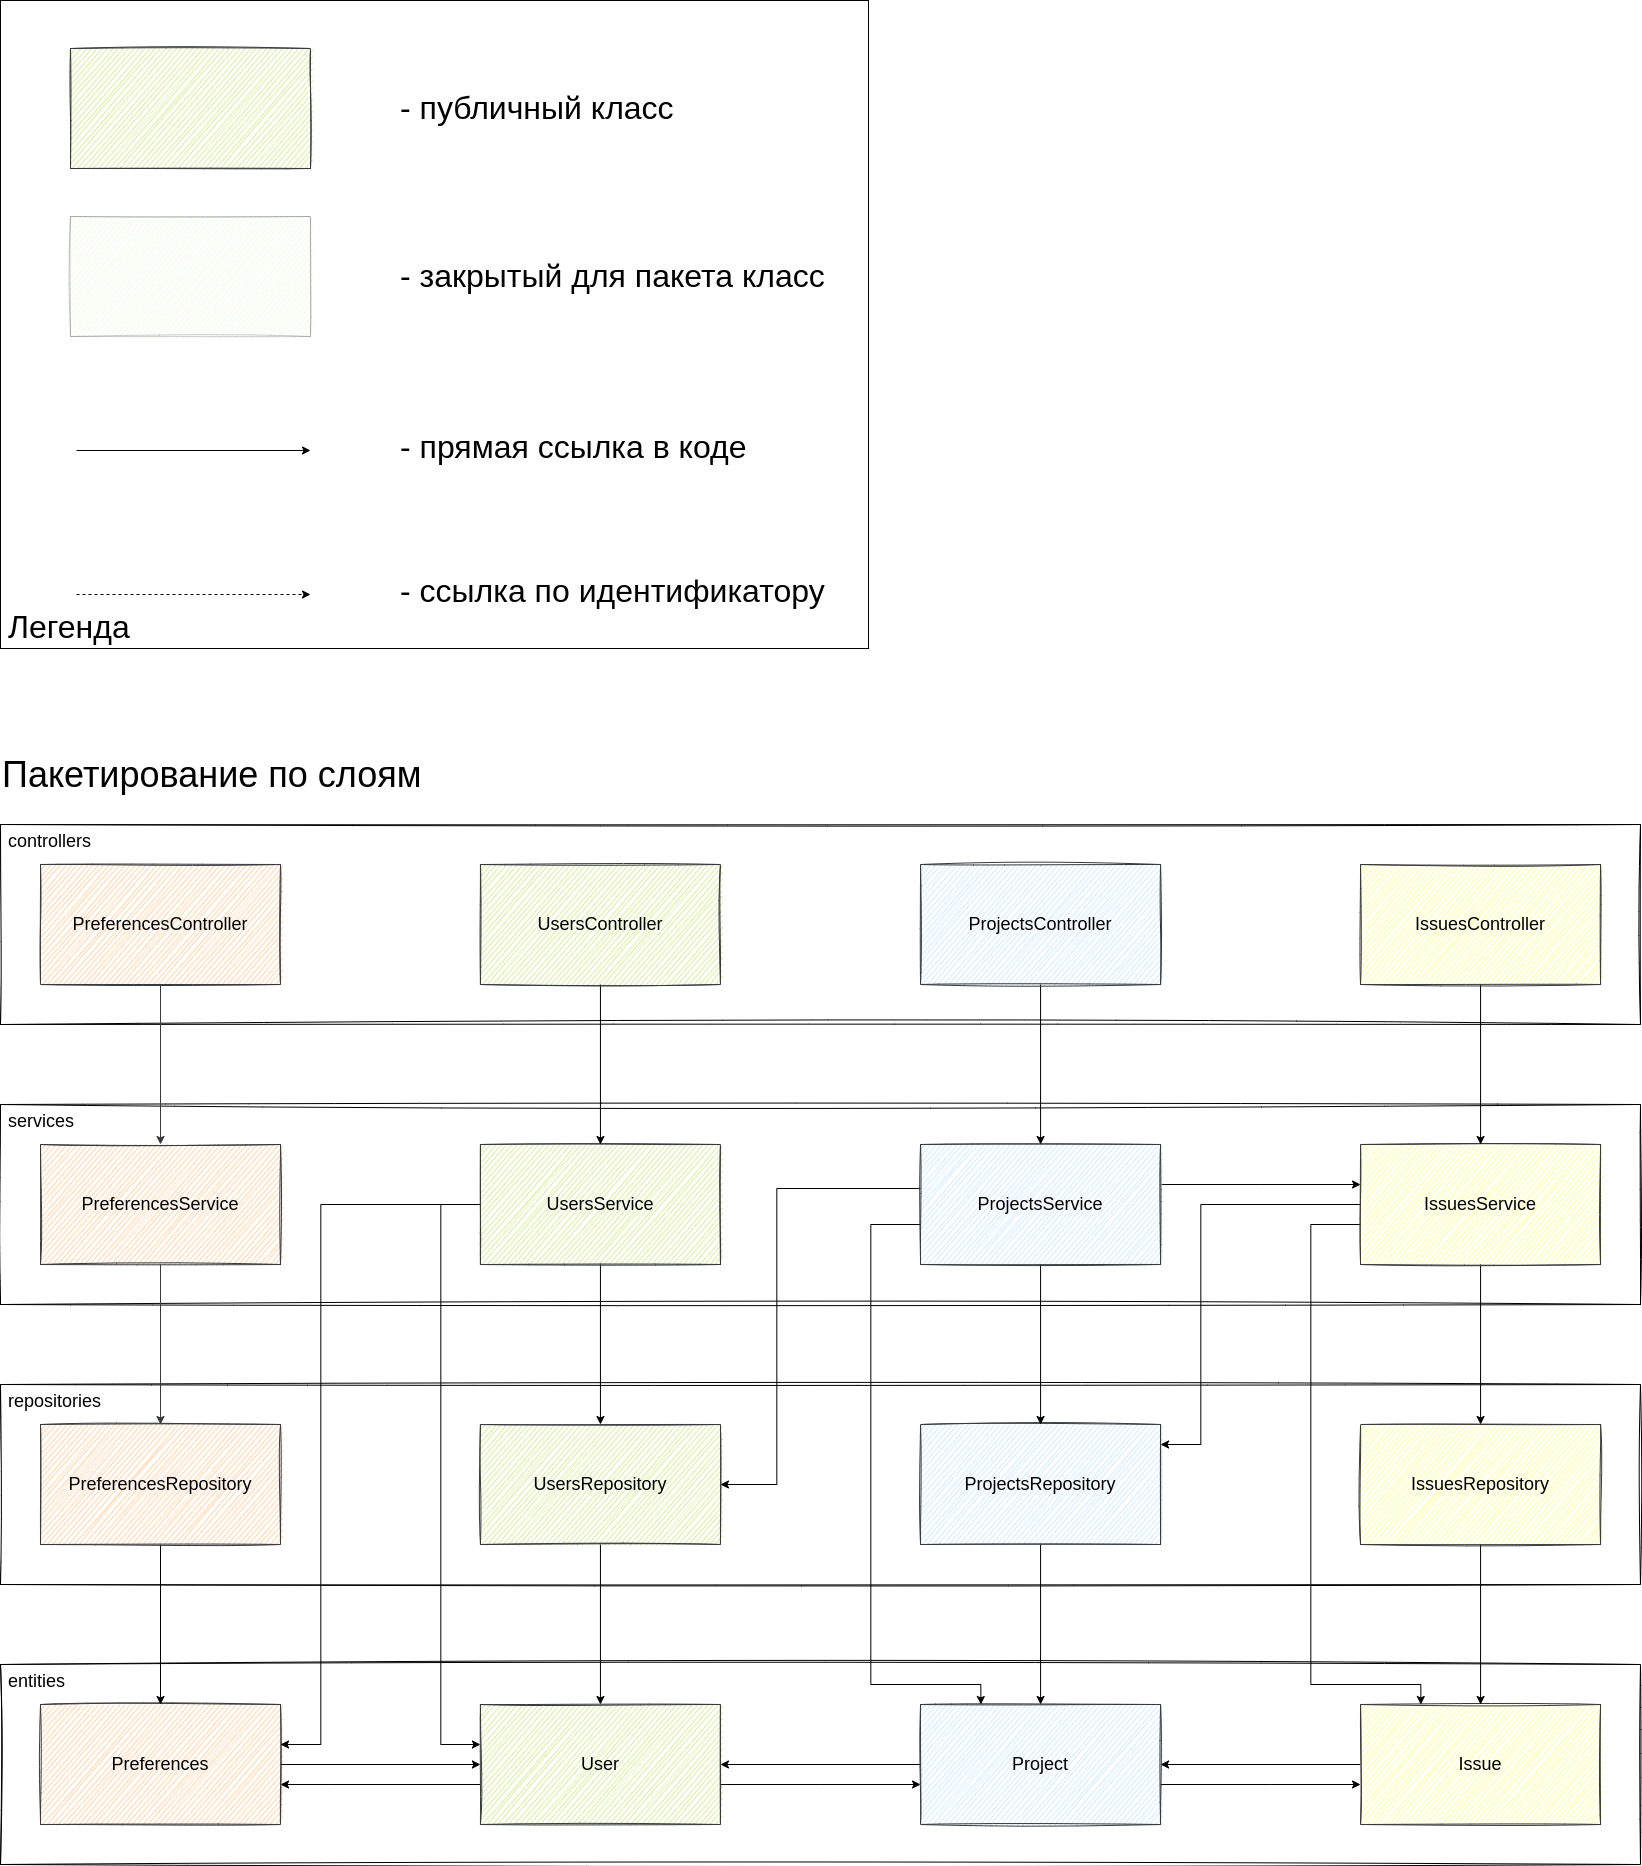 - публичный класс
- закрытый для пакета класс
- прямая ссылка в коде
- ссылка по идентификатору
Легенда
Пакетирование по слоям
controllers
PreferencesController
UsersController
ProjectsController
IssuesController
services
PreferencesService
UsersService
ProjectsService
IssuesService
repositories
PreferencesRepository
UsersRepository
ProjectsRepository
IssuesRepository
entities
Preferences
User
Project
Issue